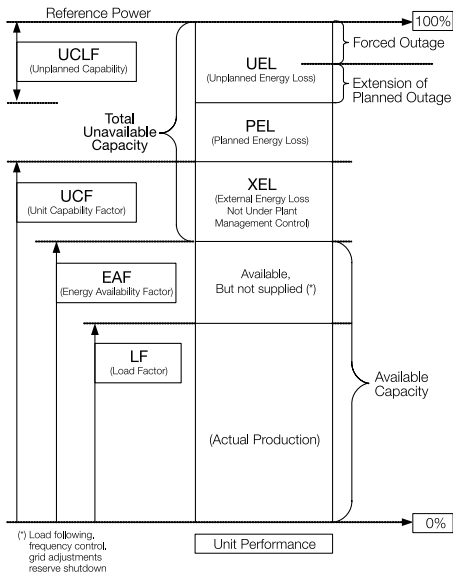 Reference Power
100%
UCLF
(Unplanned Capability)
UEL
(Unplanned Energy Loss)
Forced Outage
Extension of
Planned Outage
Total
Unavailable
Capacity
PEL
(Planned Energy Loss)
UCF
(Unit Capability Factor)
XEL
(External Energy Loss
Not Under Plant
Management Control)
EAF
(Energy Availability Factor)
Available,
But not supplied (*)
LF
(Load Factor)
Available
Capacity
(Actual Production)
0%
(*) Load following,
frequency control,
grid adjustments
reserve shutdown
Unit Performance